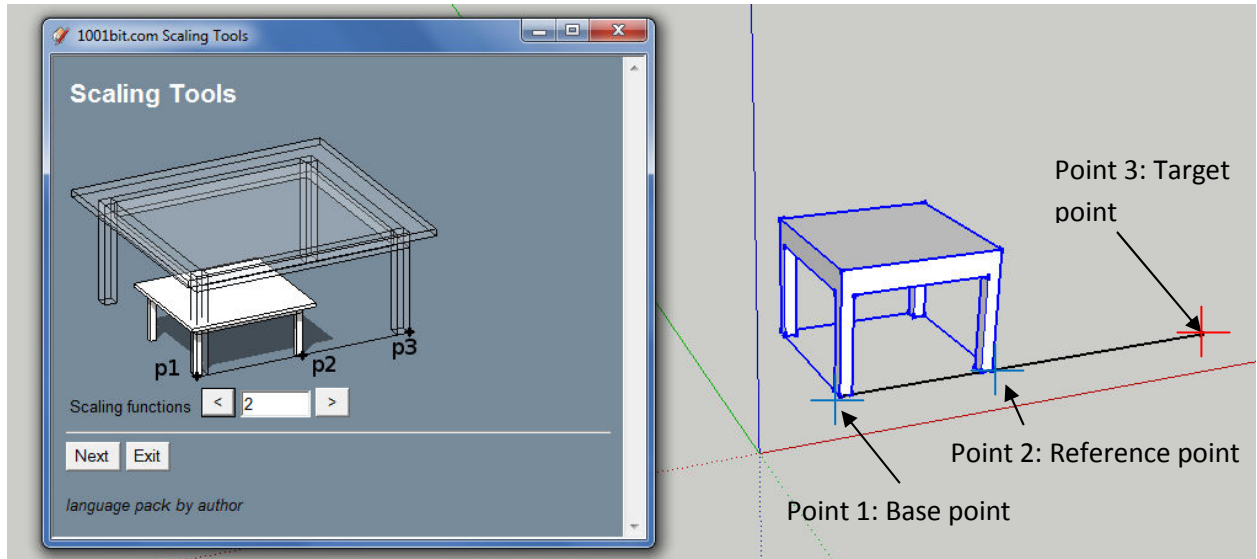 1001bit.com Scaling Tools
Scaling Tools
p1
p2
p3
Scaling functions < 2 >
Next Exit
language pack by author
Point 3: Target
point
Point 2: Reference point
Point 1: Base point